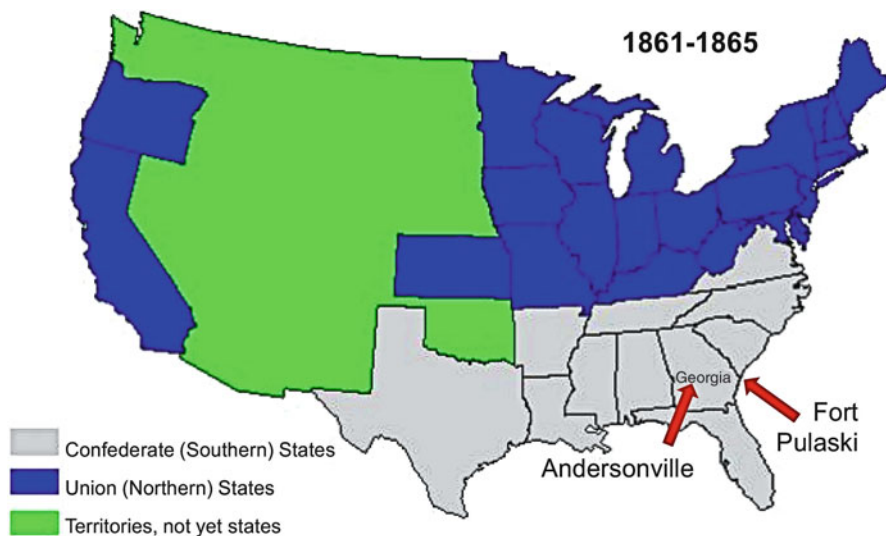 1861-1865
Georgia
Fort
Pulaski
Andersonville
Confederate (Southern) States
Union (Northern) States
Territories, not yet states